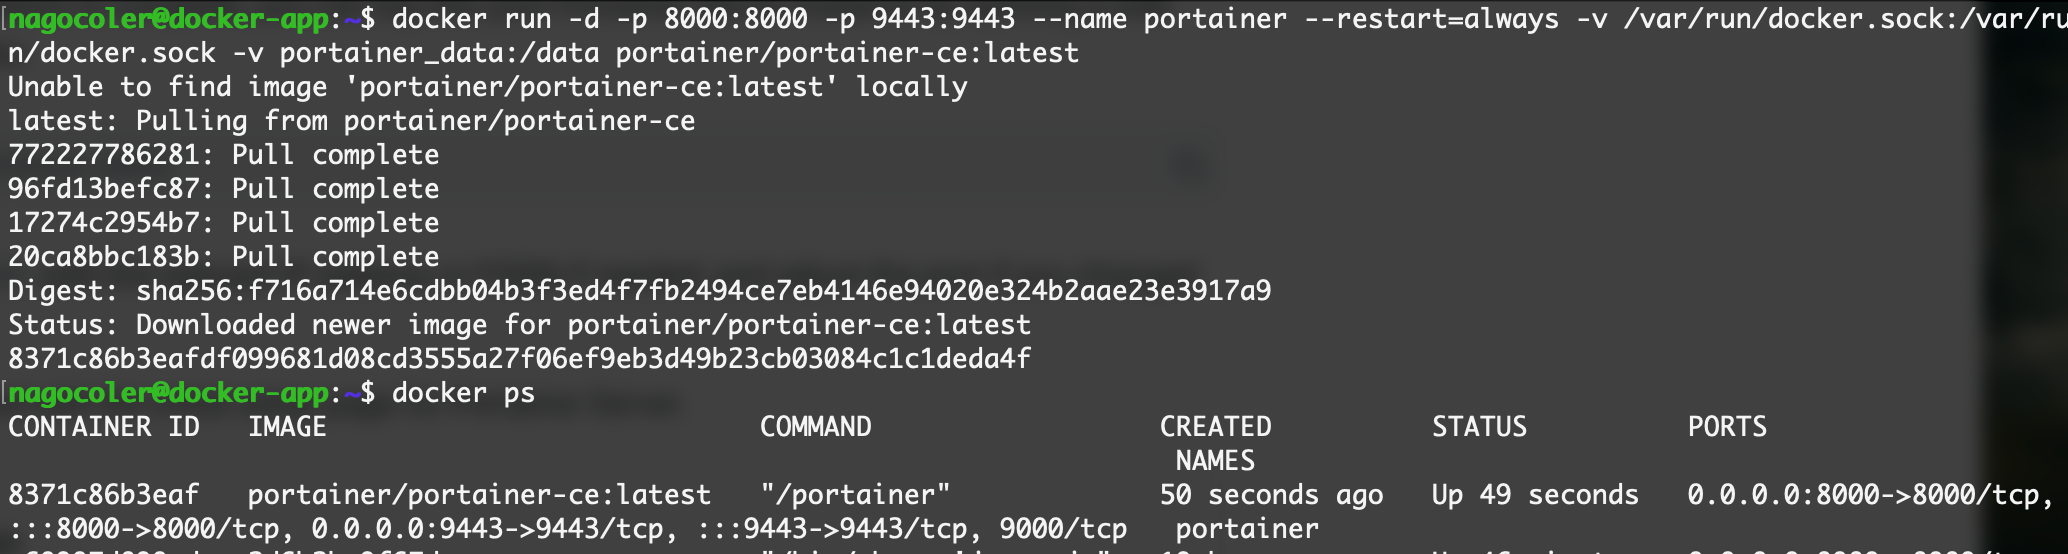 [nagocoler@docker-app:~$ docker run -d -p 8000:8000 -p 9443:9443 --name portainer --restart=always -v /var/run/docker.sock:/var/ru
n/docker.sock -v portainer_data:/data portainer/portainer-ce:latest
Unable to find image 'portainer/portainer-ce:latest' locally
latest: Pulling from portainer/portainer-ce
772227786281: Pull complete
96fd13befc87: Pull complete
17274c2954b7: Pull complete
20ca8bbc183b: Pull complete
Digest: sha256:f716a714e6cdbb04b3f3ed4f7fb2494ce7eb4146e94020e324b2aae23e3917a9
Status: Downloaded newer image for portainer/portainer-ce:latest
8371c86b3eafdf099681d08cd3555a27f06ef9eb3d49b23cb03084c1c1deda4f
[nagocoler@docker-app:~$ docker ps
CONTAINER ID   IMAGE                           COMMAND                  CREATED          STATUS          PORTS
NAMES
8371c86b3eaf   portainer/portainer-ce:latest   "/portainer"             50 seconds ago   Up 49 seconds   0.0.0.0:8000->8000/tcp,
:::8000->8000/tcp, 0.0.0.0:9443->9443/tcp, :::9443->9443/tcp, 9000/tcp   portainer